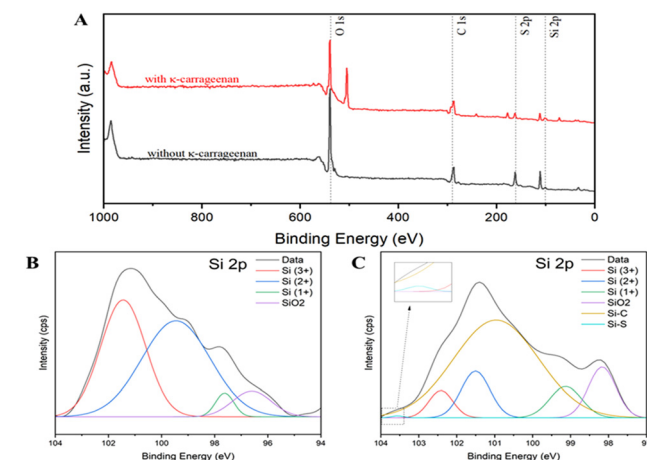 A
O 1s
C 1s
S 2p
Si 2p
with κ-carrageenan
without κ-carrageenan
Intensity (a.u.)
1000 800 600 400 200 0
Binding Energy (eV)
B
Si 2p
Data
Si (3+)
Si (2+)
Si (1+)
SiO2
Intensity (cps)
104 102 100 98 96 94
Binding Energy (eV)
C
Si 2p
Data
Si (3+)
Si (2+)
Si (1+)
SiO2
Si-C
Si-S
Intensity (cps)
104 103 102 101 100 99 98
Binding Energy (eV)